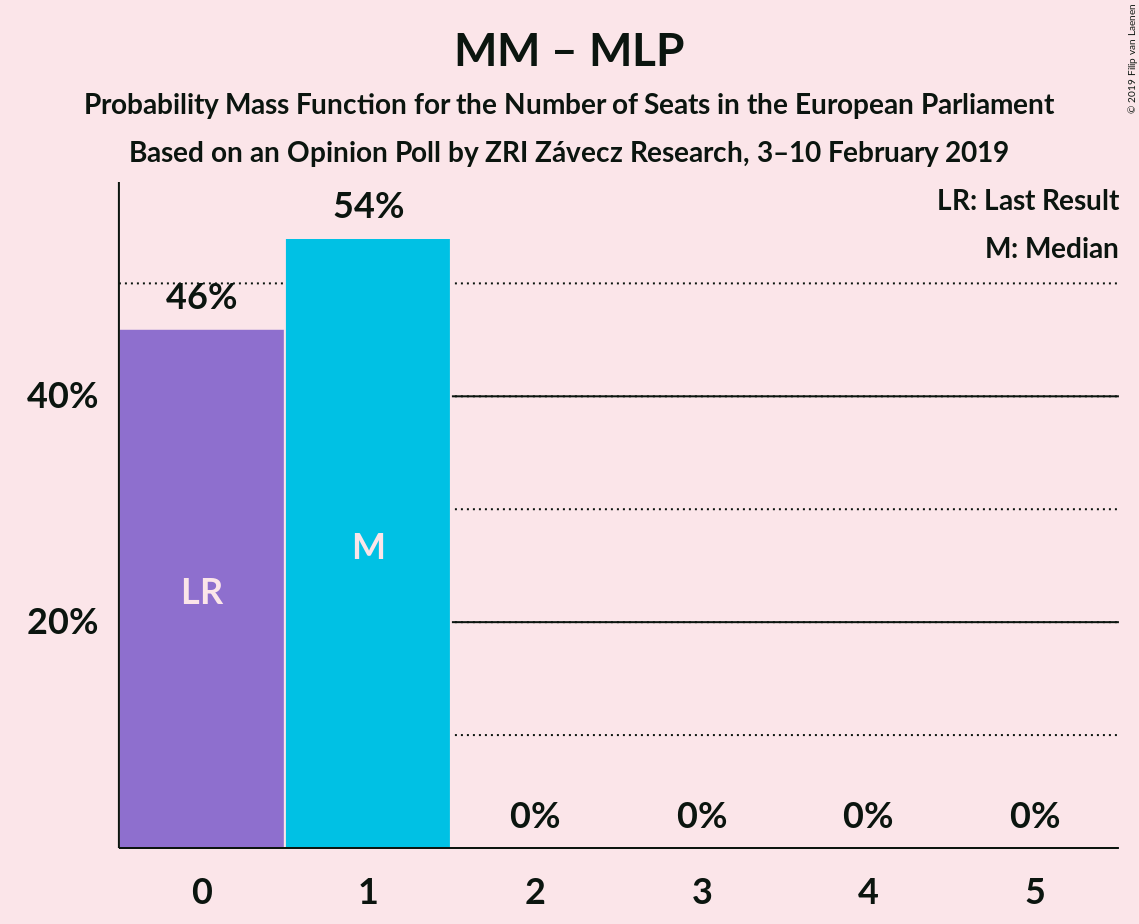 MM – MLP
Probability Mass Function for the Number of Seats in the European Parliament
Based on an Opinion Poll by ZRI Závecz Research, 3–10 February 2019
© 2019 Filip van Laenen
LR: Last Result
M: Median
54%
46%
40%
20%
M
LR
0% 0% 0% 0%
0 1 2 3 4 5